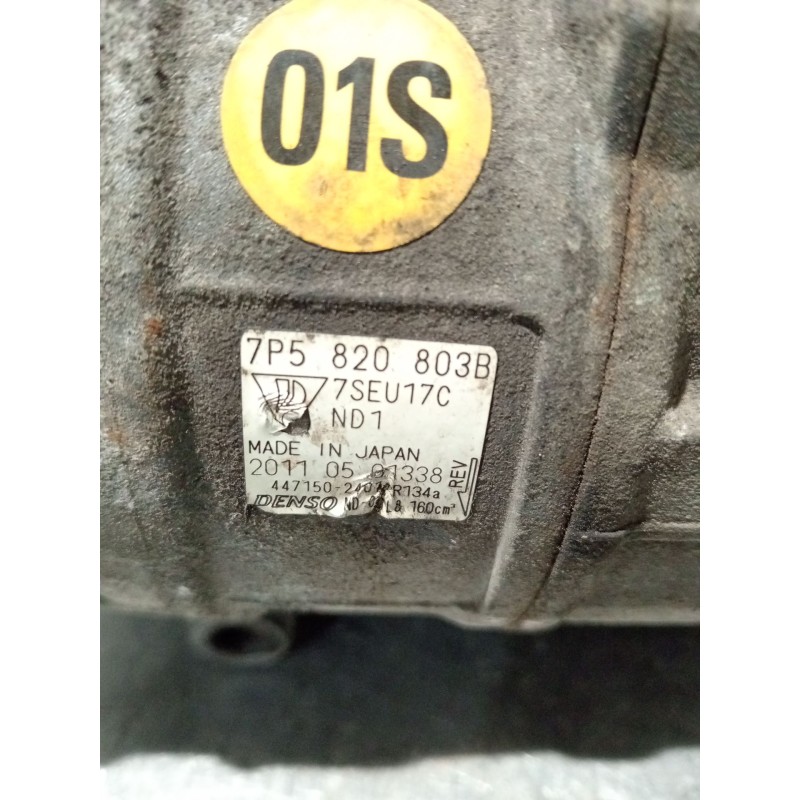 01S
7P5 820 803B
7SEU17C
ND1
MADE IN JAPAN
2011 05 01338
REV
R134a
DENSO 160cm³